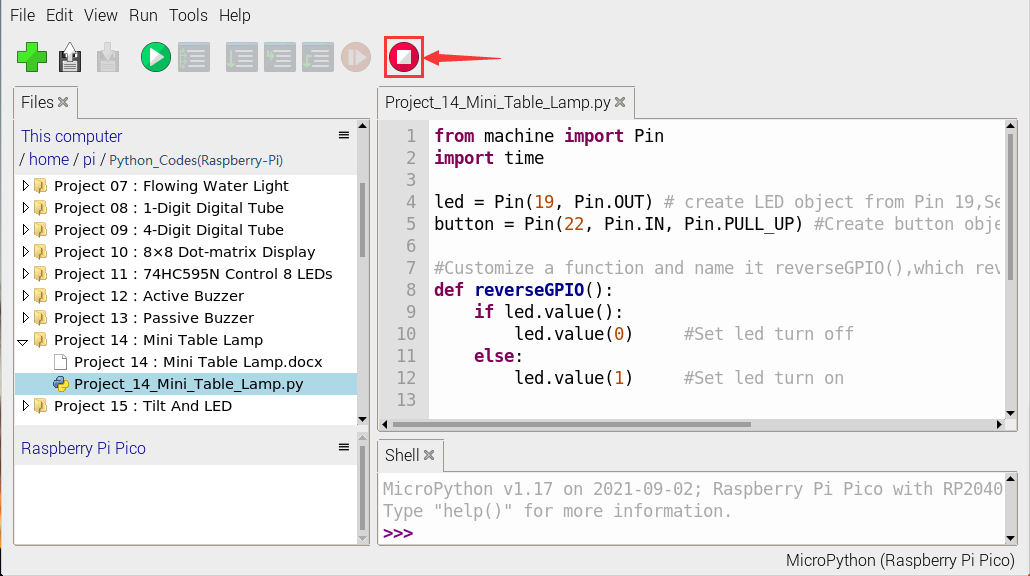 File Edit View Run Tools Help
Files
This computer
/ home / pi / Python_Codes(Raspberry-Pi)
Project 07 : Flowing Water Light
Project 08 : 1-Digit Digital Tube
Project 09 : 4-Digit Digital Tube
Project 10 : 8×8 Dot-matrix Display
Project 11 : 74HC595N Control 8 LEDs
Project 12 : Active Buzzer
Project 13 : Passive Buzzer
Project 14 : Mini Table Lamp
Project 14 : Mini Table Lamp.docx
Project_14_Mini_Table_Lamp.py
Project 15 : Tilt And LED
Raspberry Pi Pico
Project_14_Mini_Table_Lamp.py
1 from machine import Pin
2 import time
3
4 led = Pin(19, Pin.OUT) # create LED object from Pin 19,Se
5 button = Pin(22, Pin.IN, Pin.PULL_UP) #Create button obje
6
7 #Customize a function and name it reverseGPIO(),which rev
8 def reverseGPIO():
9 if led.value():
10 led.value(0) #Set led turn off
11 else:
12 led.value(1) #Set led turn on
13
Shell
MicroPython v1.17 on 2021-09-02; Raspberry Pi Pico with RP2040
Type "help()" for more information.
>>>
MicroPython (Raspberry Pi Pico)